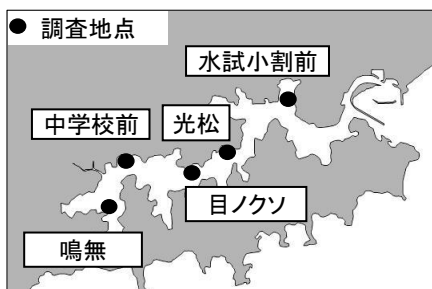 ● 調査地点
水試小割前
中学校前
光松
目ノクソ
鳴無